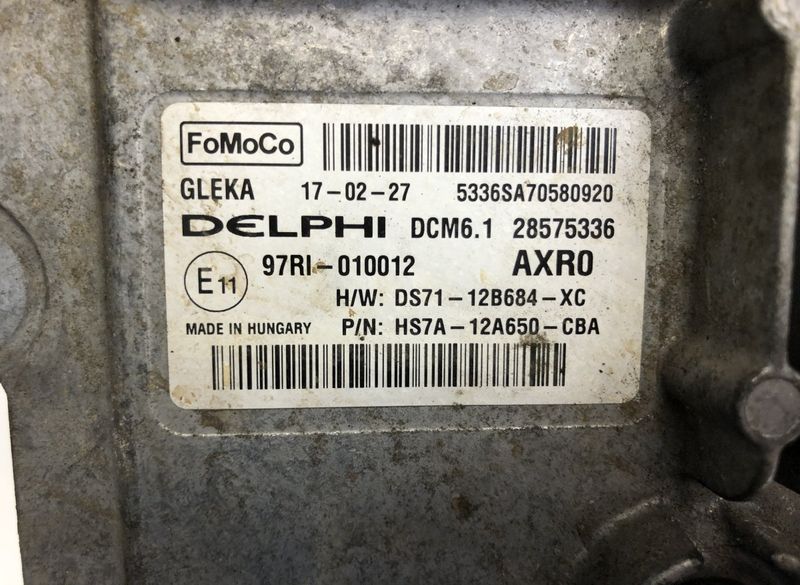 FoMoCo
GLEKA 17-02-27 5336SA70580920
DELPHI DCM6.1 28575336
E11 97RI-010012 AXR0
H/W: DS71-12B684-XC
MADE IN HUNGARY P/N: HS7A-12A650-CBA